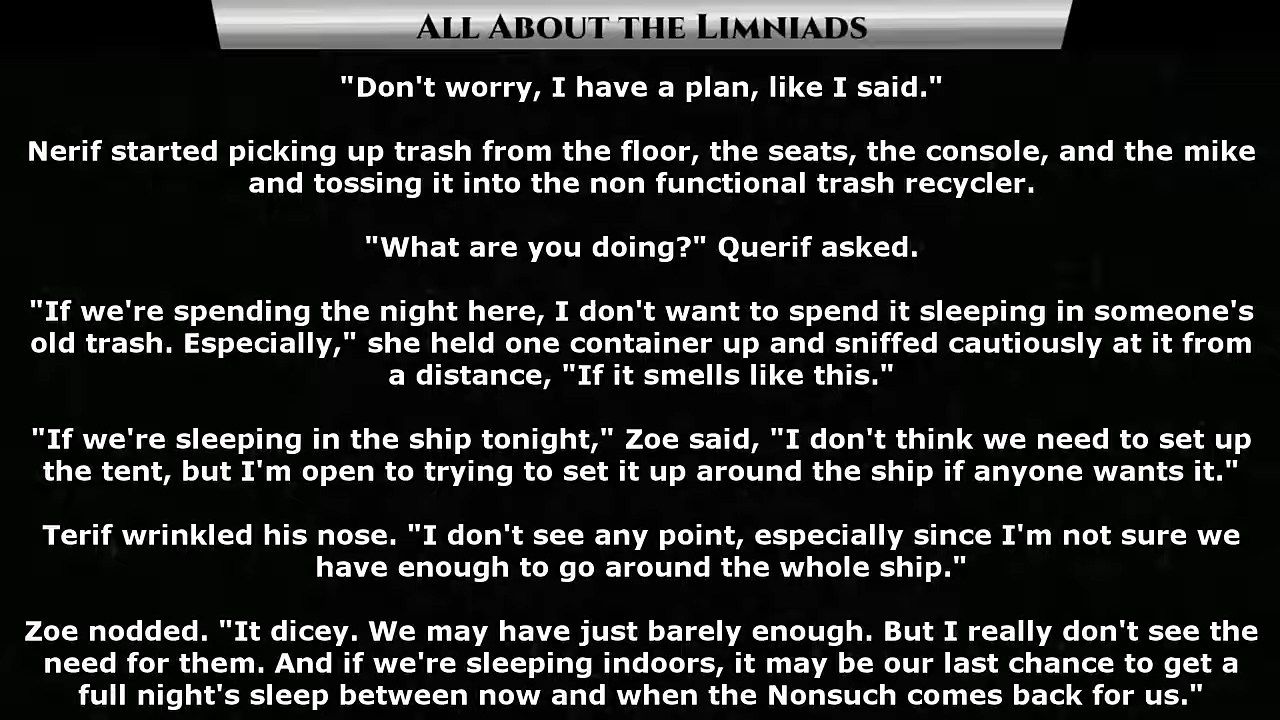 All About the Limniads
"Don't worry, I have a plan, like I said."
Nerif started picking up trash from the floor, the seats, the console, and the mike
and tossing it into the non functional trash recycler.
"What are you doing?" Querif asked.
"If we're spending the night here, I don't want to spend it sleeping in someone's
old trash. Especially," she held one container up and sniffed cautiously at it from
a distance, "If it smells like this."
"If we're sleeping in the ship tonight," Zoe said, "I don't think we need to set up
the tent, but I'm open to trying to set it up around the ship if anyone wants it."
Terif wrinkled his nose. "I don't see any point, especially since I'm not sure we
have enough to go around the whole ship."
Zoe nodded. "It dicey. We may have just barely enough. But I really don't see the
need for them. And if we're sleeping indoors, it may be our last chance to get a
full night's sleep between now and when the Nonsuch comes back for us."